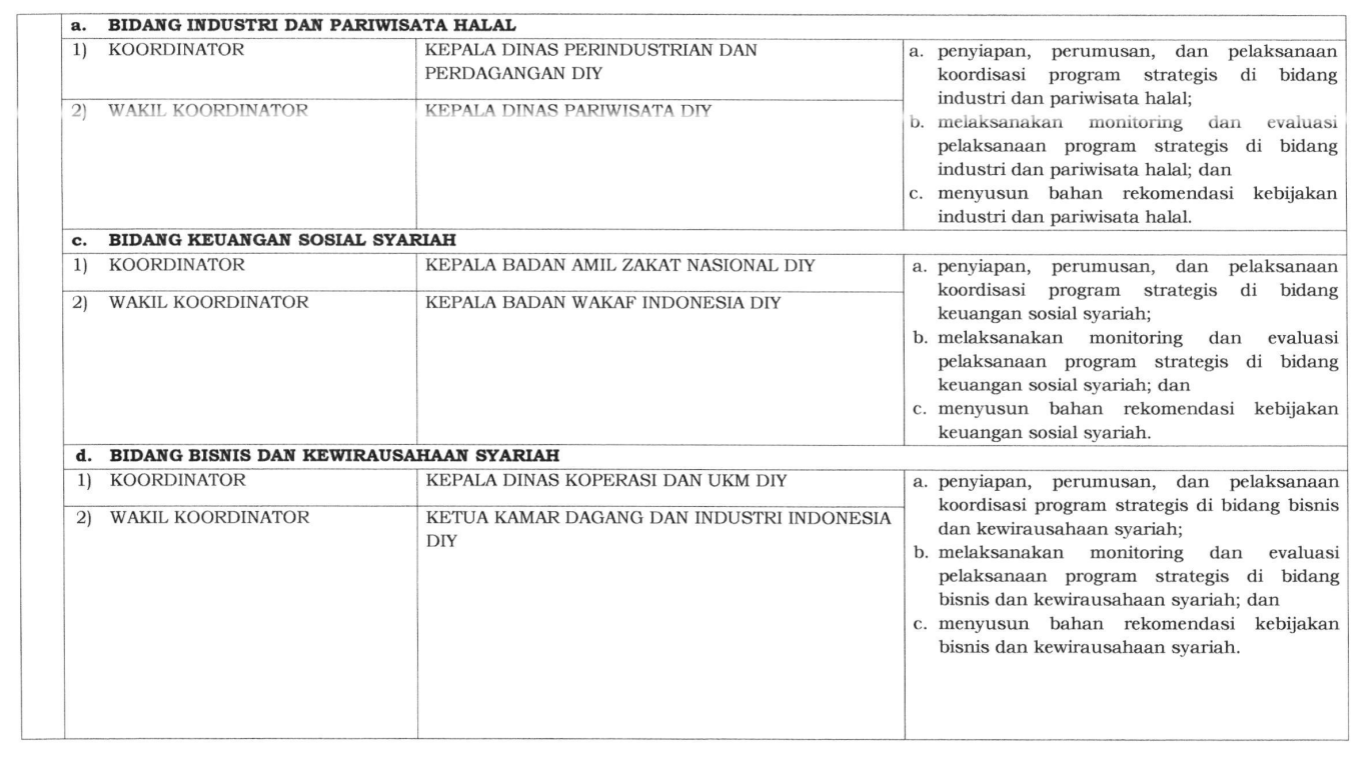 a. BIDANG INDUSTRI DAN PARIWISATA HALAL
1) KOORDINATOR
KEPALA DINAS PERINDUSTRIAN DAN
PERDAGANGAN DIY
2) WAKIL KOORDINATOR
KEPALA DINAS PARIWISATA DIY
a. penyiapan, perumusan, dan pelaksanaan
koordisasi program strategis di bidang
industri dan pariwisata halal;
b. melaksanakan monitoring dan evaluasi
pelaksanaan program strategis di bidang
industri dan pariwisata halal; dan
c. menyusun bahan rekomendasi kebijakan
industri dan pariwisata halal.
c. BIDANG KEUANGAN SOSIAL SYARIAH
1) KOORDINATOR
KEPALA BADAN AMIL ZAKAT NASIONAL DIY
2) WAKIL KOORDINATOR
KEPALA BADAN WAKAF INDONESIA DIY
a. penyiapan, perumusan, dan pelaksanaan
koordisasi program strategis di bidang
keuangan sosial syariah;
b. melaksanakan monitoring dan evaluasi
pelaksanaan program strategis di bidang
keuangan sosial syariah; dan
c. menyusun bahan rekomendasi kebijakan
keuangan sosial syariah.
d. BIDANG BISNIS DAN KEWIRAUSAHAAN SYARIAH
1) KOORDINATOR
KEPALA DINAS KOPERASI DAN UKM DIY
2) WAKIL KOORDINATOR
KETUA KAMAR DAGANG DAN INDUSTRI INDONESIA
DIY
a. penyiapan, perumusan, dan pelaksanaan
koordisasi program strategis di bidang bisnis
dan kewirausahaan syariah;
b. melaksanakan monitoring dan evaluasi
pelaksanaan program strategis di bidang
bisnis dan kewirausahaan syariah; dan
c. menyusun bahan rekomendasi kebijakan
bisnis dan kewirausahaan syariah.